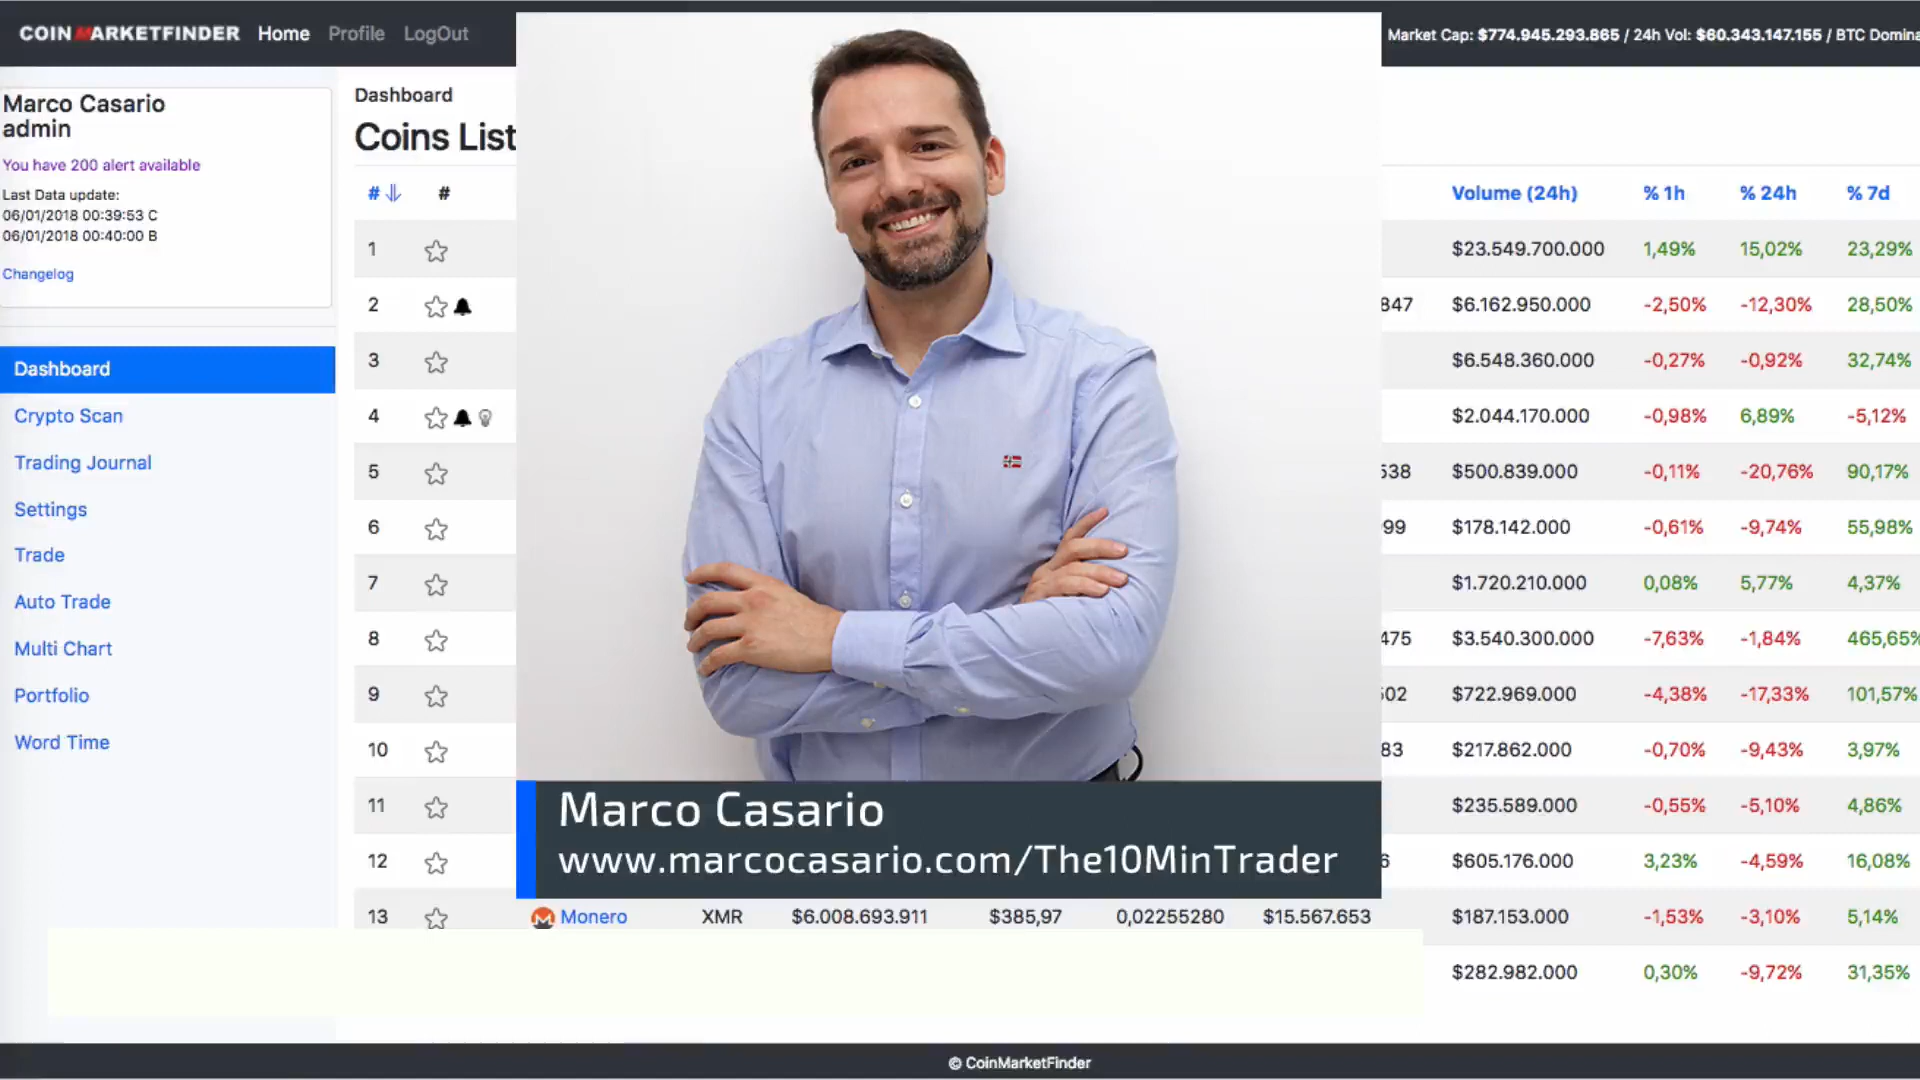 COINMARKETFINDER Home Profile LogOut
Market Cap: $774.945.293.865 / 24h Vol: $60.343.147.155 / BTC Domina
Marco Casario
admin
You have 200 alert available
Last Data update:
06/01/2018 00:39:53 C
06/01/2018 00:40:00 B
Changelog
Dashboard
Crypto Scan
Trading Journal
Settings
Trade
Auto Trade
Multi Chart
Portfolio
Word Time
Dashboard
Coins List
# # Volume (24h) % 1h % 24h % 7d
1 $23.549.700.000 1,49% 15,02% 23,29%
2 847 $6.162.950.000 -2,50% -12,30% 28,50%
3 $6.548.360.000 -0,27% -0,92% 32,74%
4 $2.044.170.000 -0,98% 6,89% -5,12%
5 538 $500.839.000 -0,11% -20,76% 90,17%
6 99 $178.142.000 -0,61% -9,74% 55,98%
7 $1.720.210.000 0,08% 5,77% 4,37%
8 475 $3.540.300.000 -7,63% -1,84% 465,65%
9 502 $722.969.000 -4,38% -17,33% 101,57%
10 83 $217.862.000 -0,70% -9,43% 3,97%
11 $235.589.000 -0,55% -5,10% 4,86%
12 6 $605.176.000 3,23% -4,59% 16,08%
13 Monero XMR $6.008.693.911 $385,97 0,02255280 $15.567.653 $187.153.000 -1,53% -3,10% 5,14%
$282.982.000 0,30% -9,72% 31,35%
Marco Casario
www.marcocasario.com/The10MinTrader
© CoinMarketFinder